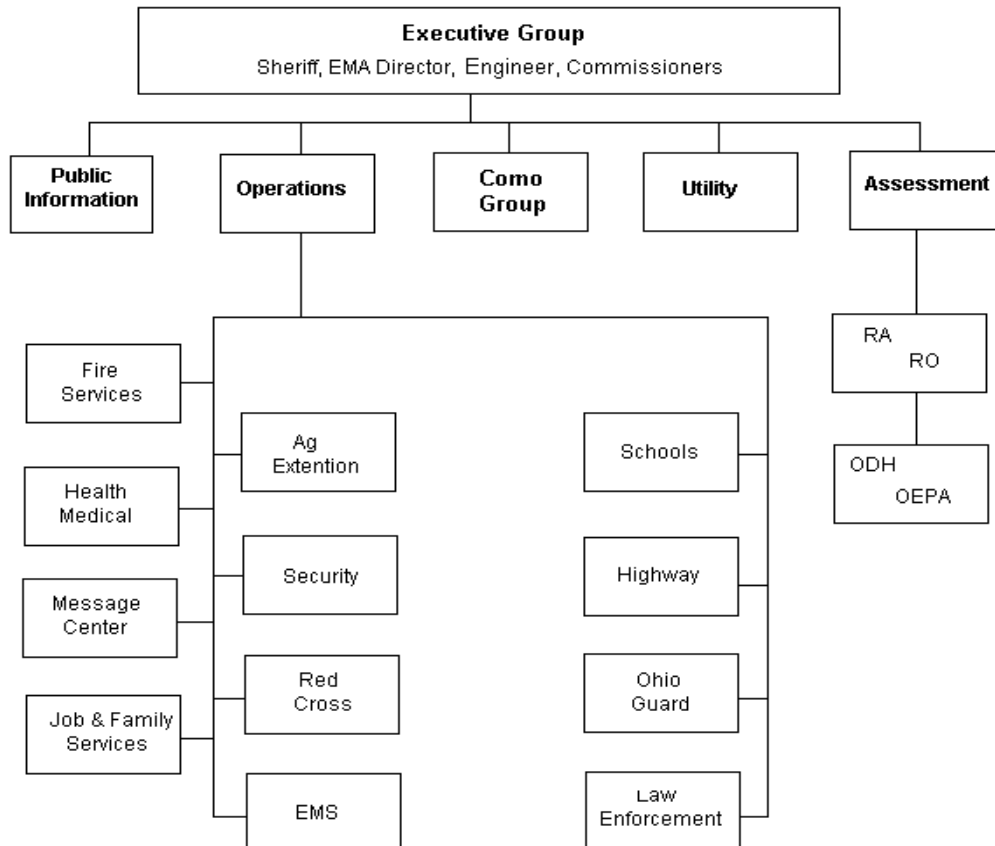 Executive Group
Sheriff, EMA Director, Engineer, Commissioners
Public
Information
Operations
Como
Group
Utility
Assessment
RA
RO
ODH
OEPA
Fire
Services
Health
Medical
Message
Center
Job & Family
Services
Ag
Extention
Security
Red
Cross
EMS
Schools
Highway
Ohio
Guard
Law
Enforcement